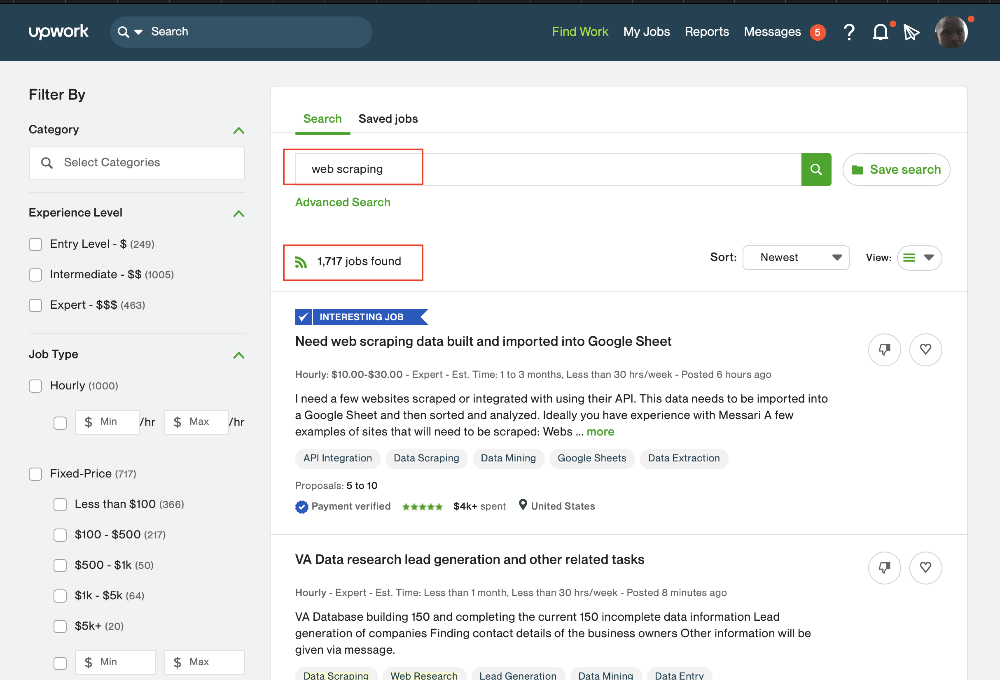 upwork
Search
Find Work
My Jobs
Reports
Messages 5
Filter By
Category
Select Categories
Experience Level
Entry Level - $ (249)
Intermediate - $$ (1005)
Expert - $$$ (463)
Job Type
Hourly (1000)
$ Min /hr $ Max /hr
Fixed-Price (717)
Less than $100 (366)
$100 - $500 (217)
$500 - $1k (50)
$1k - $5k (64)
$5k+ (20)
$ Min $ Max
Search
Saved jobs
web scraping
Save search
Advanced Search
1,717 jobs found
Sort: Newest
View:
INTERESTING JOB
Need web scraping data built and imported into Google Sheet
Hourly: $10.00-$30.00 - Expert - Est. Time: 1 to 3 months, Less than 30 hrs/week - Posted 6 hours ago
I need a few websites scraped or integrated with using their API. This data needs to be imported into
a Google Sheet and then sorted and analyzed. Ideally you have experience with Messari A few
examples of sites that will need to be scraped: Webs ... more
API Integration
Data Scraping
Data Mining
Google Sheets
Data Extraction
Proposals: 5 to 10
Payment verified $4k+ spent United States
VA Data research lead generation and other related tasks
Hourly - Expert - Est. Time: Less than 1 month, Less than 30 hrs/week - Posted 8 minutes ago
VA Database building 150 and completing the current 150 incomplete data information Lead
generation of companies Finding contact details of the business owners Other information will be
given via message.
Data Scraping
Web Research
Lead Generation
Data Mining
Data Entry